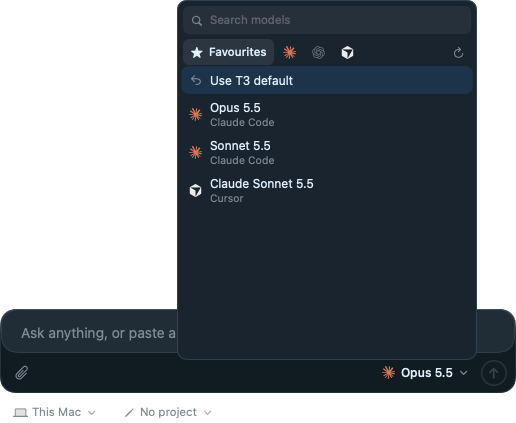 Search models
Favourites
Use T3 default
Opus 5.5
Claude Code
Sonnet 5.5
Claude Code
Claude Sonnet 5.5
Cursor
Ask anything, or paste a
Opus 5.5
This Mac
No project